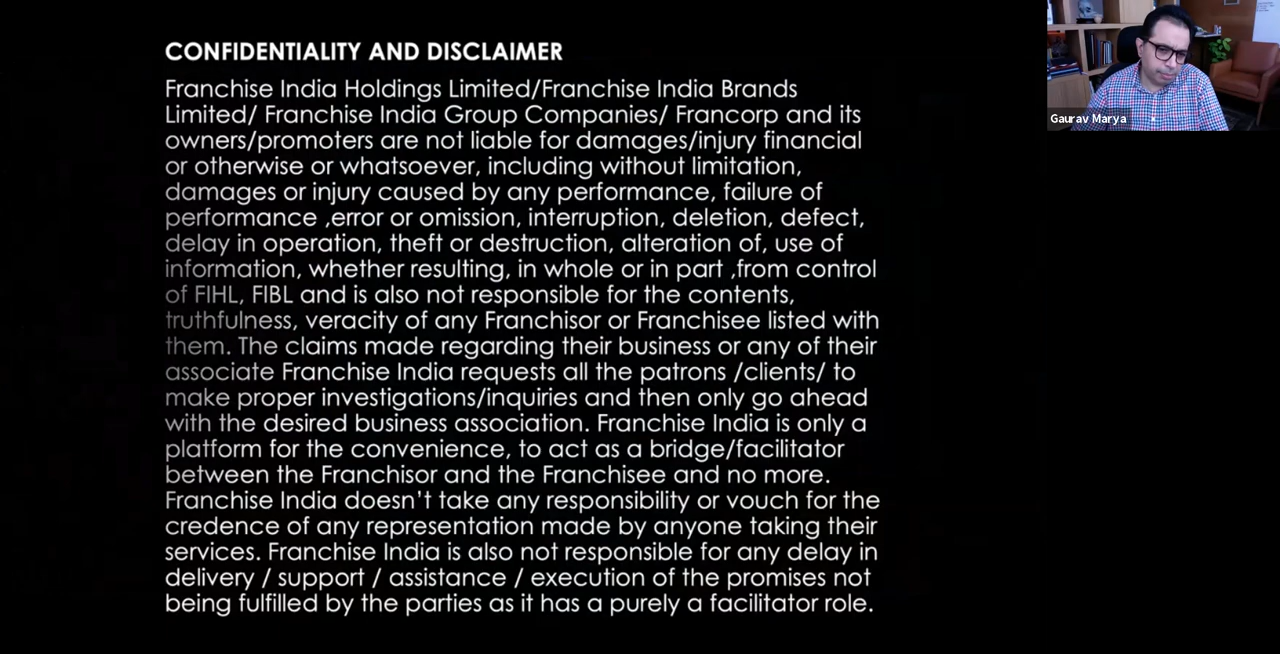 CONFIDENTIALITY AND DISCLAIMER
Franchise India Holdings Limited/Franchise India Brands
Limited/ Franchise India Group Companies/ Francorp and its
owners/promoters are not liable for damages/injury financial
or otherwise or whatsoever, including without limitation,
damages or injury caused by any performance, failure of
performance ,error or omission, interruption, deletion, defect,
delay in operation, theft or destruction, alteration of, use of
information, whether resulting, in whole or in part ,from control
of FIHL, FIBL and is also not responsible for the contents,
truthfulness, veracity of any Franchisor or Franchisee listed with
them. The claims made regarding their business or any of their
associate Franchise India requests all the patrons /clients/ to
make proper investigations/inquiries and then only go ahead
with the desired business association. Franchise India is only a
platform for the convenience, to act as a bridge/facilitator
between the Franchisor and the Franchisee and no more.
Franchise India doesn't take any responsibility or vouch for the
credence of any representation made by anyone taking their
services. Franchise India is also not responsible for any delay in
delivery / support / assistance / execution of the promises not
being fulfilled by the parties as it has a purely a facilitator role.
Gaurav Marya